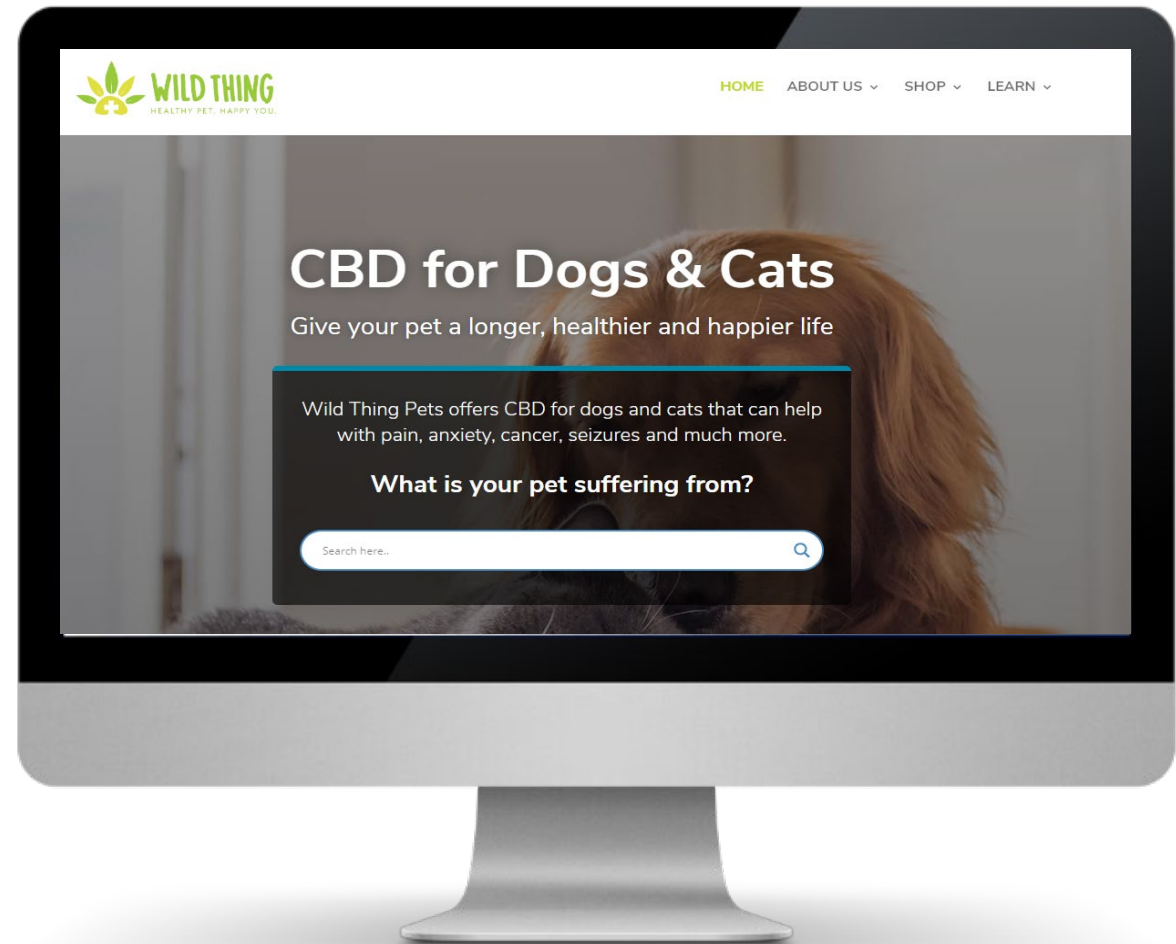 WILD THING
HEALTHY PET. HAPPY YOU.
HOME ABOUT US SHOP LEARN
CBD for Dogs & Cats
Give your pet a longer, healthier and happier life
Wild Thing Pets offers CBD for dogs and cats that can help
with pain, anxiety, cancer, seizures and much more.
What is your pet suffering from?
Search here..